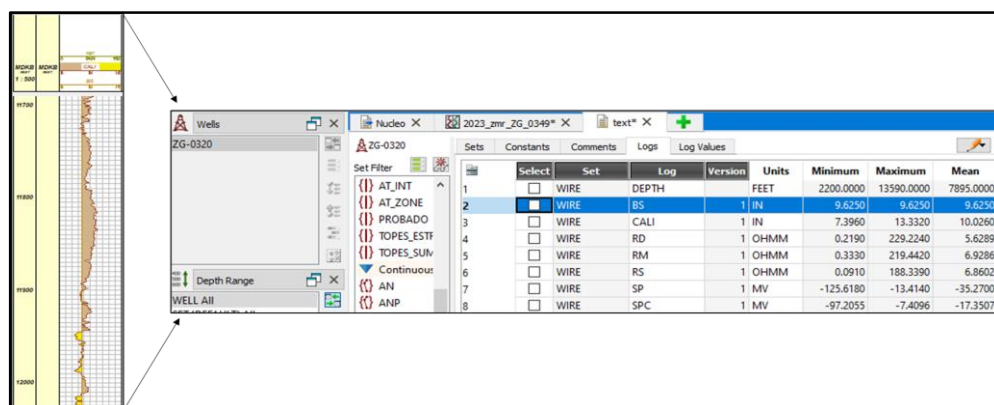 MDKB MDKB CALI
1 : 500
11700
11800
11900
12000
Wells
ZG-0320
Depth Range
WELL All
Nucleo 2023_zmr_ZG_0349* text*
ZG-0320 Sets Constants Comments Logs Log Values
Set Filter
AT_INT
AT_ZONE
PROBADO
TOPES_ESTF
TOPES_SUM
Continuous
AN
ANP
Select Set Log Version Units Minimum Maximum Mean
1 WIRE DEPTH FEET 2200.0000 13590.0000 7895.0000
2 WIRE BS 1 IN 9.6250 9.6250 9.6250
3 WIRE CALI 1 IN 7.3960 13.3320 10.0260
4 WIRE RD 1 OHMM 0.2190 229.2240 5.6289
5 WIRE RM 1 OHMM 0.3330 219.4420 6.9286
6 WIRE RS 1 OHMM 0.0910 188.3390 6.8602
7 WIRE SP 1 MV -125.6180 -13.4140 -35.2700
8 WIRE SPC 1 MV -97.2055 -7.4096 -17.3507